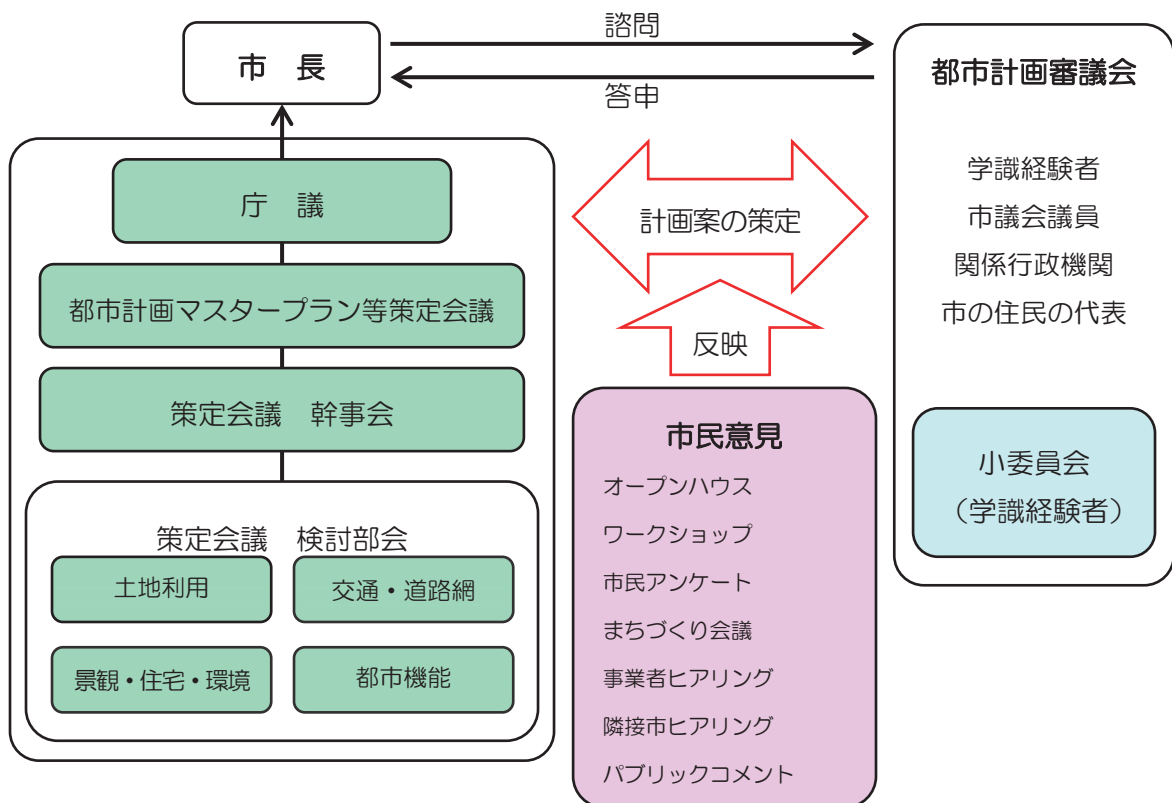 市　長
諮問
答申
都市計画審議会
学識経験者
市議会議員
関係行政機関
市の住民の代表
小委員会
（学識経験者）
庁　議
都市計画マスタープラン等策定会議
策定会議　幹事会
策定会議　検討部会
土地利用
交通・道路網
景観・住宅・環境
都市機能
計画案の策定
反映
市民意見
オープンハウス
ワークショップ
市民アンケート
まちづくり会議
事業者ヒアリング
隣接市ヒアリング
パブリックコメント